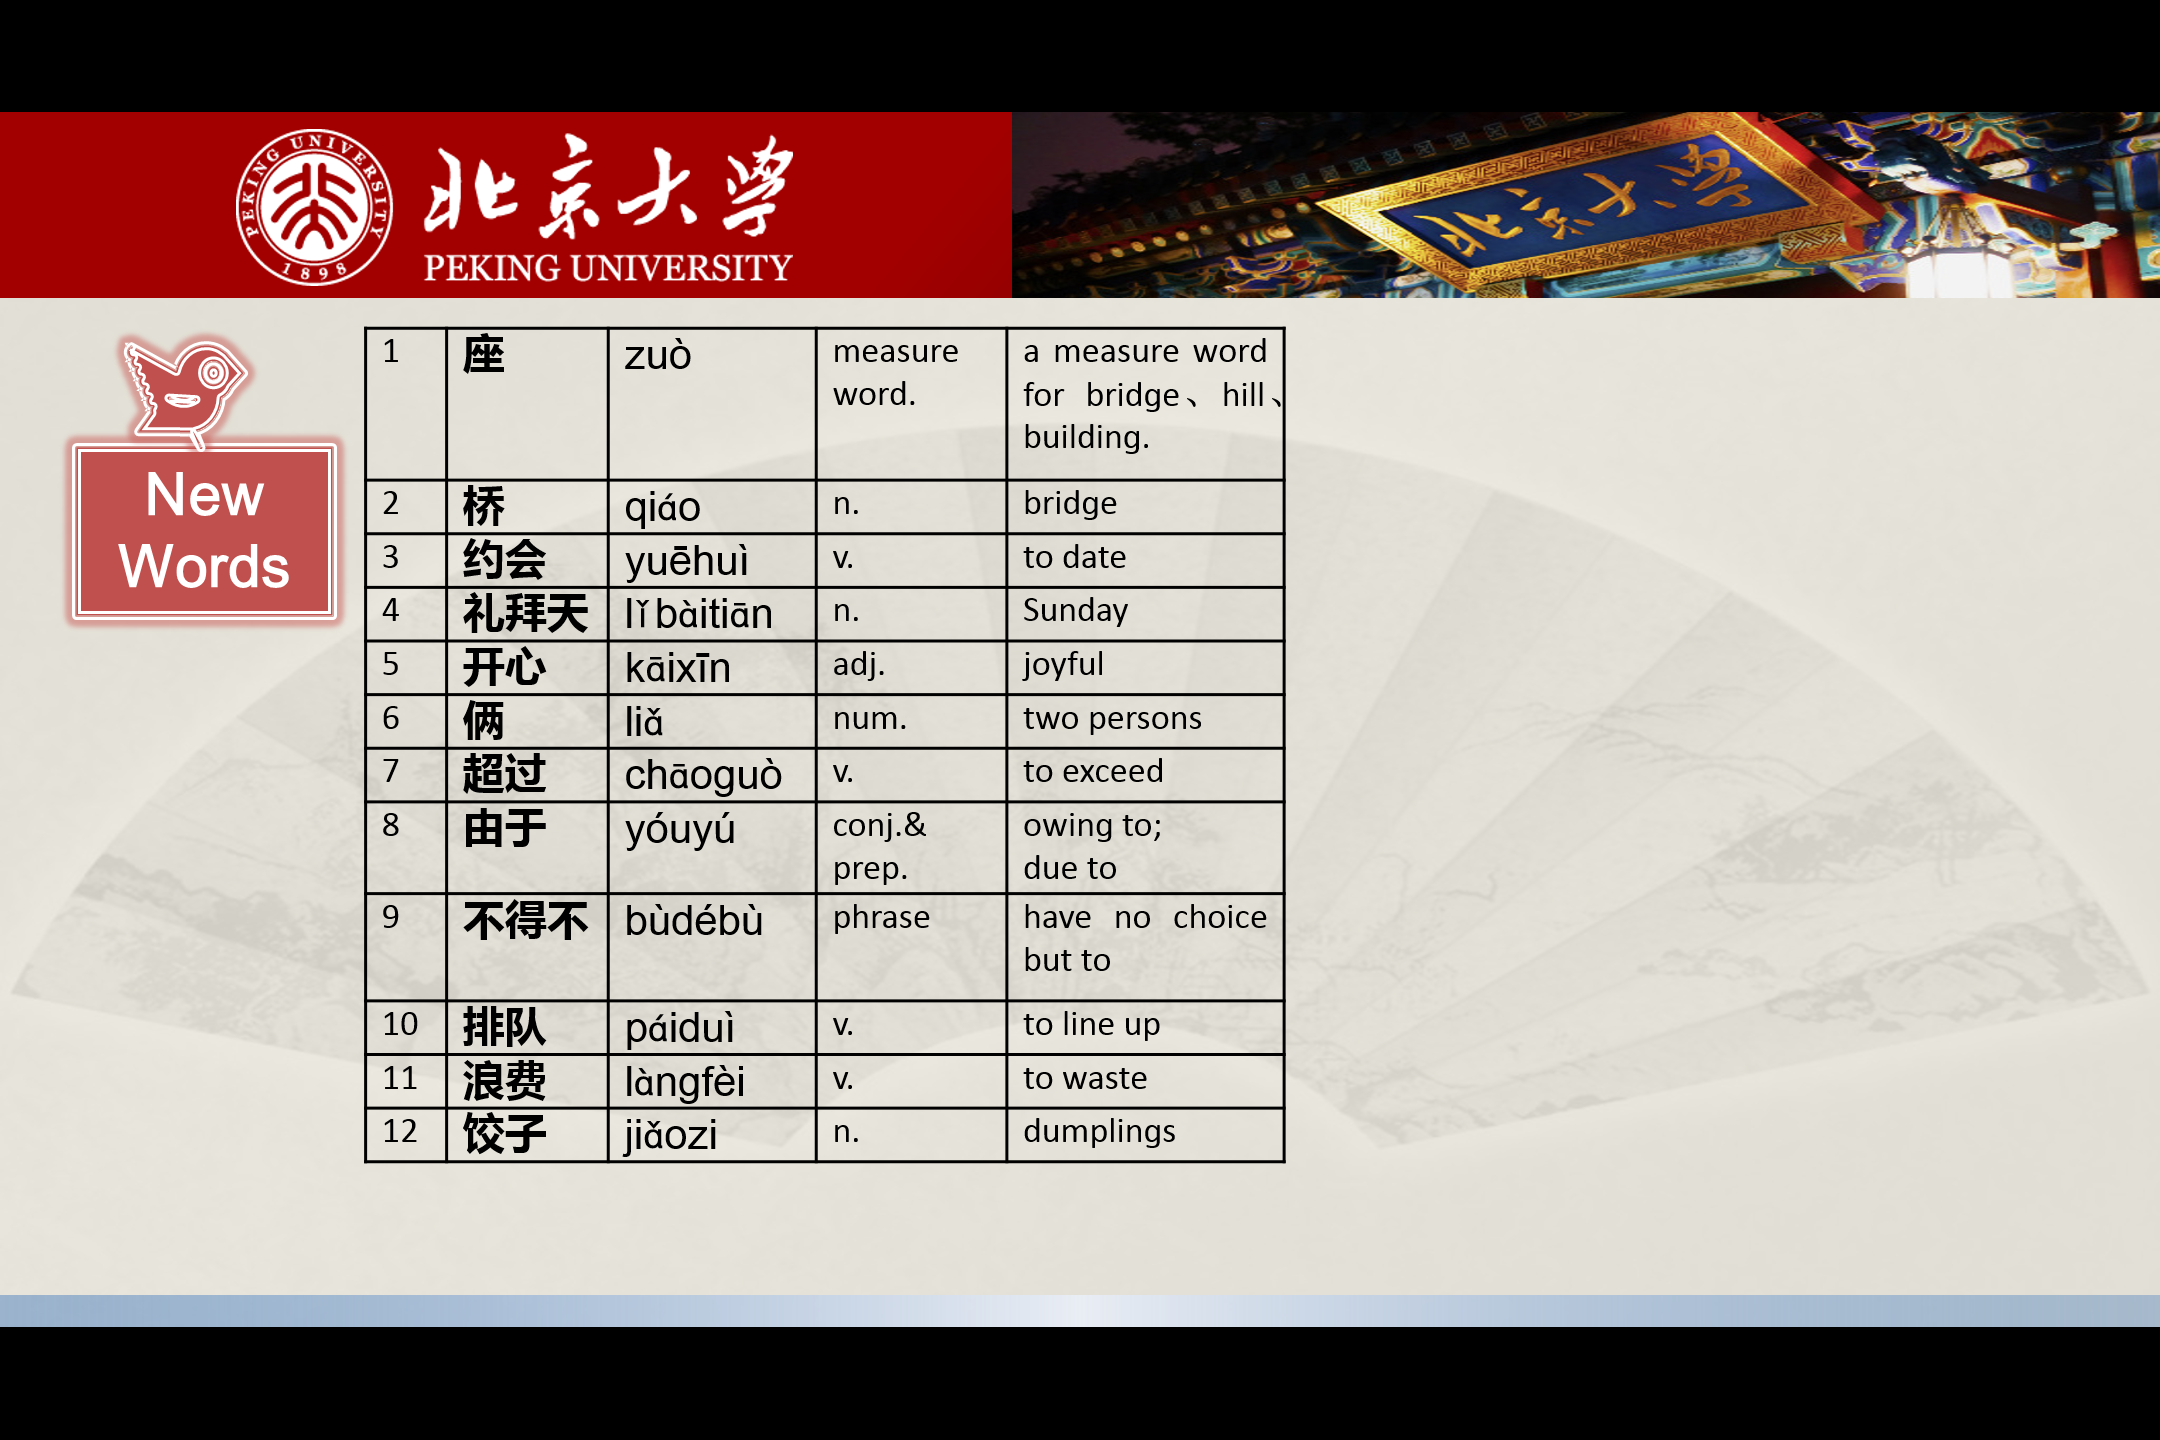 PEKING UNIVERSITY
1898
北京大学
PEKING UNIVERSITY
北京大学
New
Words
1 座 zuò measure word. a measure word for bridge、hill、building.
2 桥 qiáo n. bridge
3 约会 yuēhuì v. to date
4 礼拜天 lǐbàitiān n. Sunday
5 开心 kāixīn adj. joyful
6 俩 liǎ num. two persons
7 超过 chāoguò v. to exceed
8 由于 yóuyú conj.& prep. owing to; due to
9 不得不 bùdébù phrase have no choice but to
10 排队 páiduì v. to line up
11 浪费 làngfèi v. to waste
12 饺子 jiǎozi n. dumplings